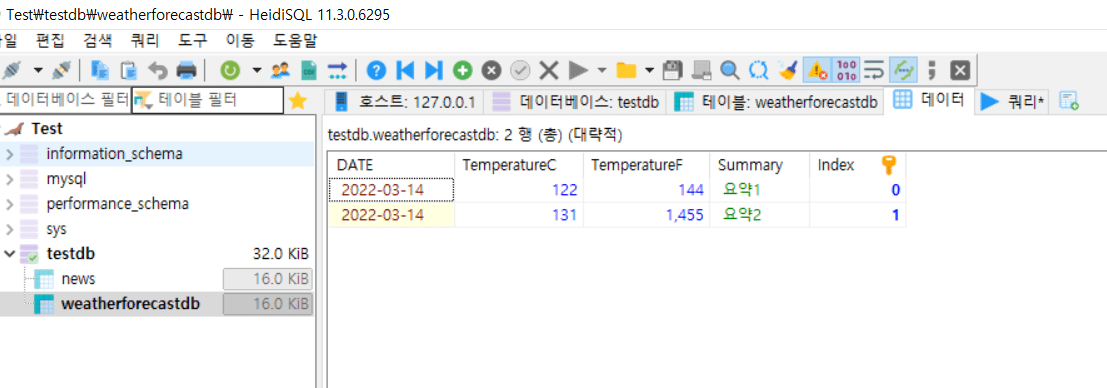 Test\testdb\weatherforecastdb\ - HeidiSQL 11.3.0.6295
일 편집 검색 쿼리 도구 이동 도움말
데이터베이스 필터 테이블 필터
호스트: 127.0.0.1 데이터베이스: testdb 테이블: weatherforecastdb 데이터 쿼리*
Test
information_schema
mysql
performance_schema
sys
testdb 32.0 KiB
news 16.0 KiB
weatherforecastdb 16.0 KiB
testdb.weatherforecastdb: 2 행 (총) (대략적)
DATE TemperatureC TemperatureF Summary Index
2022-03-14 122 144 요약1 0
2022-03-14 131 1,455 요약2 1